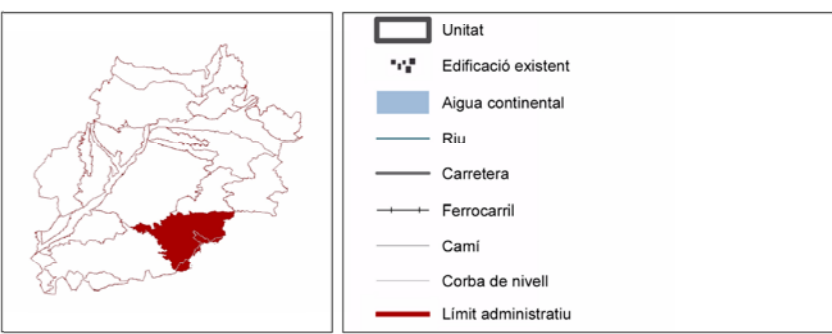 Unitat
Edificació existent
Aigua continental
Riu
Carretera
Ferrocarril
Camí
Corba de nivell
Límit administratiu